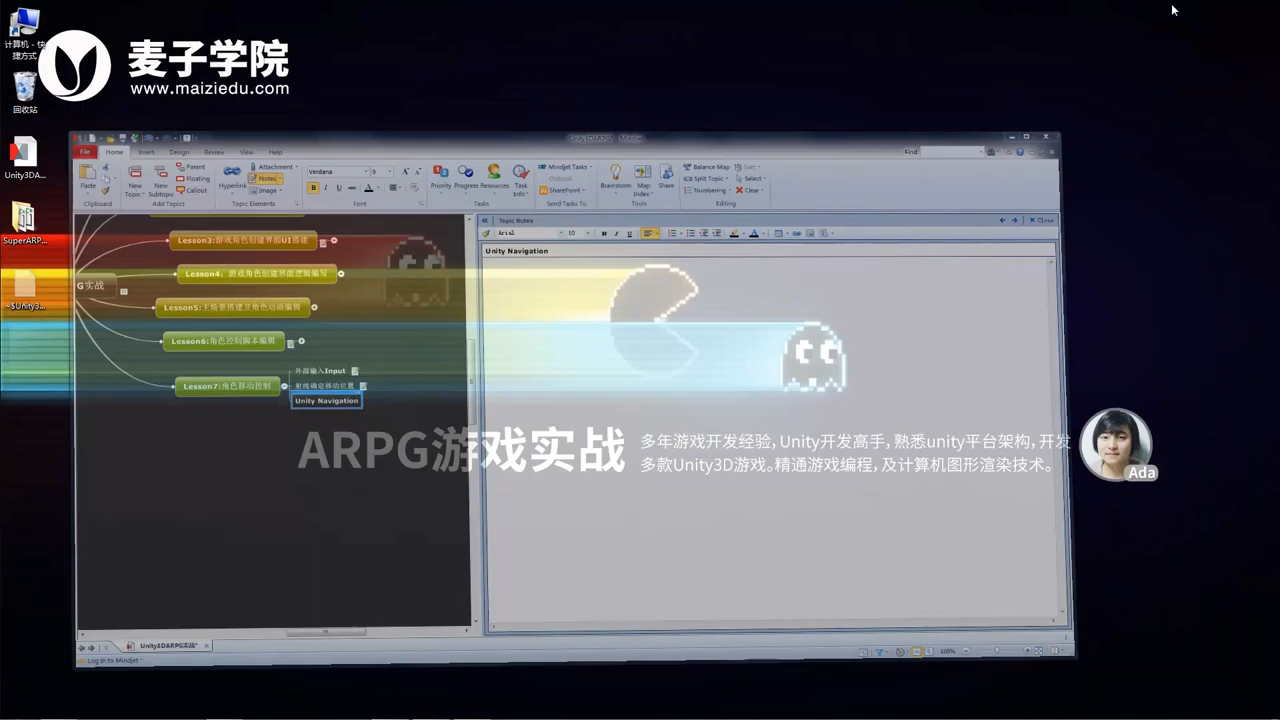 计算机 - 快
捷方式
回收站
Unity3DA...
SuperARP...
~$Unity3...
麦子学院
www.maiziedu.com
Unity3DARPG* - Mindjet
File
Home
Insert
Design
Review
View
Help
Find
Paste
Clipboard
New
Topic
New
Subtopic
Parent
Floating
Callout
Add Topics
Hyperlink
Attachment
Notes
Image
Topic Elements
Verdana
9
Font
Priority
Progress
Resources
Task
Info
Tasks
Mindjet Tasks
Outlook
SharePoint
Send Tasks To
Brainstorm
Map
Index
Share
Tools
Balance Map
Split Topic
Numbering
Sort
Select
Clear
Editing
Topic Notes
Close
Arial
10
Unity Navigation
G实战
Lesson3:游戏角色创建界面UI搭建
Lesson4: 游戏角色创建界面逻辑编写
Lesson5:主场景搭建及角色动画编辑
Lesson6:角色控制脚本编辑
Lesson7:角色移动控制
外部输入Input
射线确定移动位置
Unity Navigation
ARPG游戏实战
多年游戏开发经验，Unity开发高手，熟悉unity平台架构，开发
多款Unity3D游戏。精通游戏编程，及计算机图形渲染技术。
Ada
Unity3DARPG实战*
Log In to Mindjet
100%